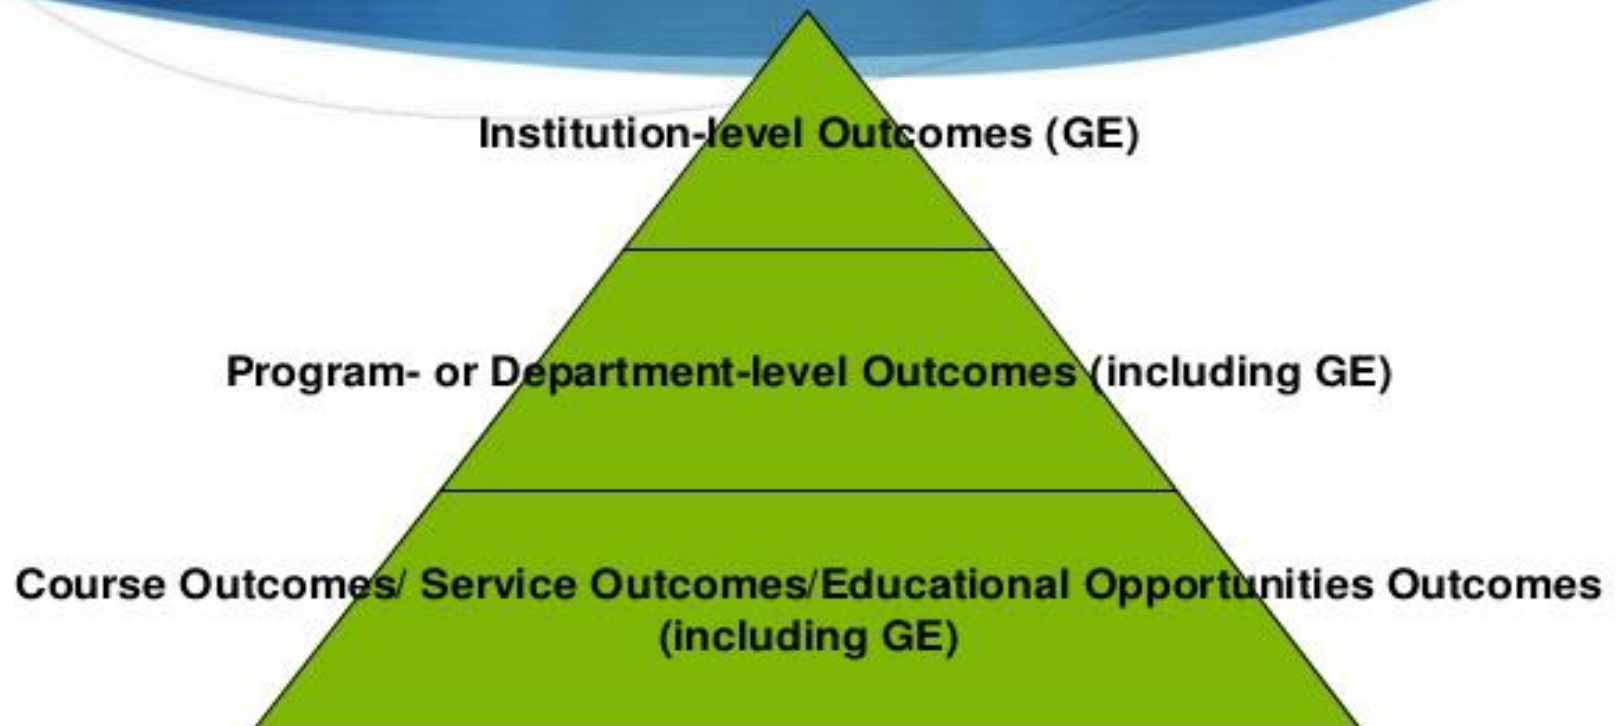 Institution-level Outcomes (GE)
Program- or Department-level Outcomes (including GE)
Course Outcomes/ Service Outcomes/Educational Opportunities Outcomes
(including GE)